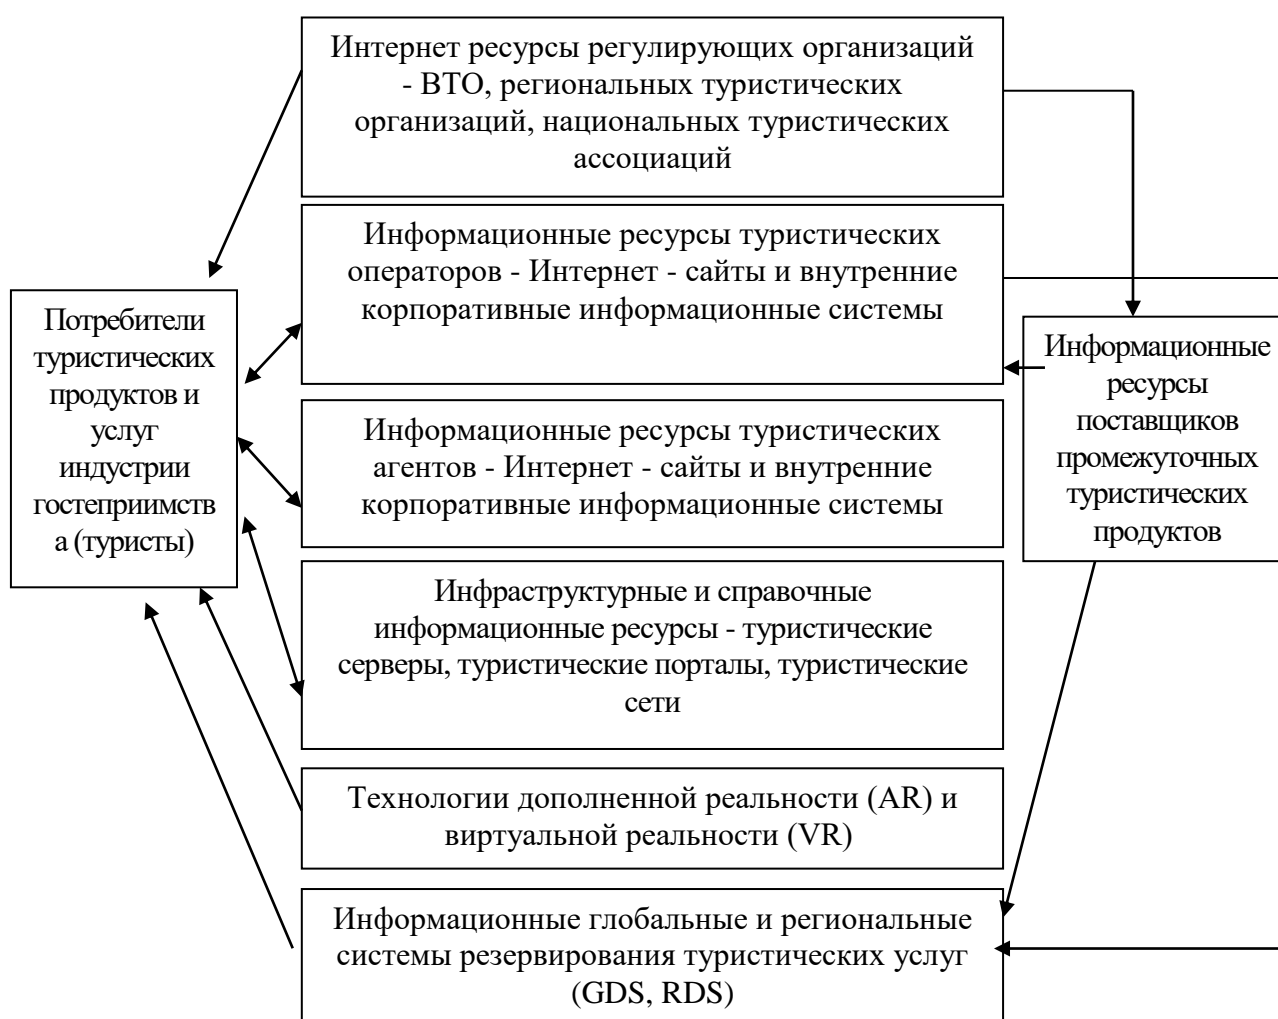 Интернет ресурсы регулирующих организаций
- ВТО, региональных туристических
организаций, национальных туристических
ассоциаций
Информационные ресурсы туристических
операторов - Интернет - сайты и внутренние
корпоративные информационные системы
Потребители
туристических
продуктов и
услуг
индустрии
гостеприимств
а (туристы)
Информационные
ресурсы
поставщиков
промежуточных
туристических
продуктов
Информационные ресурсы туристических
агентов - Интернет - сайты и внутренние
корпоративные информационные системы
Инфраструктурные и справочные
информационные ресурсы - туристические
серверы, туристические порталы, туристические
сети
Технологии дополненной реальности (AR) и
виртуальной реальности (VR)
Информационные глобальные и региональные
системы резервирования туристических услуг
(GDS, RDS)